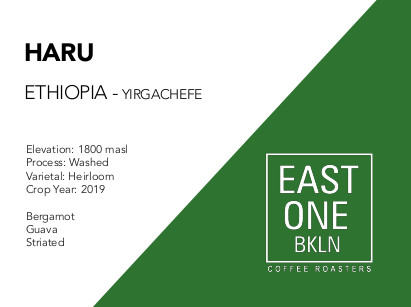 HARU
ETHIOPIA - YIRGACHEFE
Elevation: 1800 masl
Process: Washed
Varietal: Heirloom
Crop Year: 2019
Bergamot
Guava
Striated
EAST
ONE
BKLN
COFFEE ROASTERS